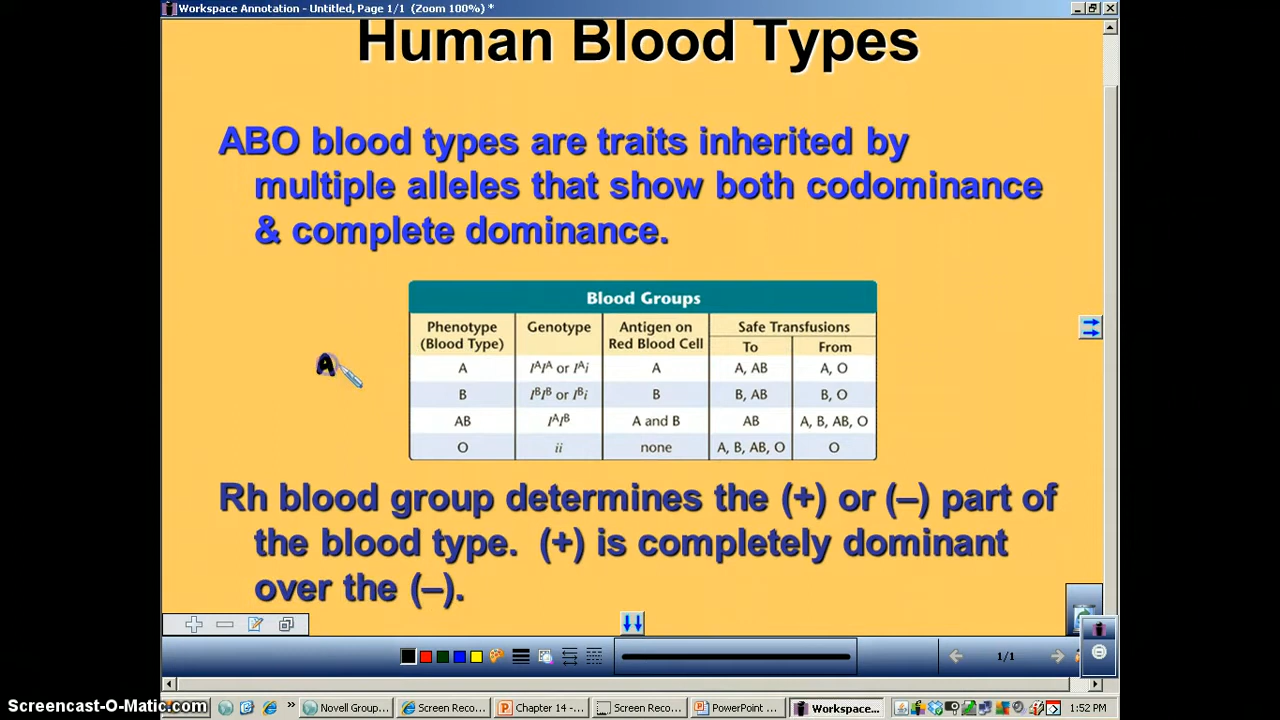 Workspace Annotation - Untitled, Page 1/1 (Zoom 100%) *
Human Blood Types
ABO blood types are traits inherited by
multiple alleles that show both codominance
& complete dominance.
Blood Groups
Phenotype (Blood Type) Genotype Antigen on Red Blood Cell Safe Transfusions
To From
A IAIA or IAi A A, AB A, O
B IBIB or IBi B B, AB B, O
AB IAIB A and B AB A, B, AB, O
O ii none A, B, AB, O O
A
Rh blood group determines the (+) or (–) part of
the blood type. (+) is completely dominant
over the (–).
1/1
Screencast-O-Matic.com
» Novell Group... Screen Reco... Chapter 14 -... Screen Reco... PowerPoint ... Workspace... 1:52 PM